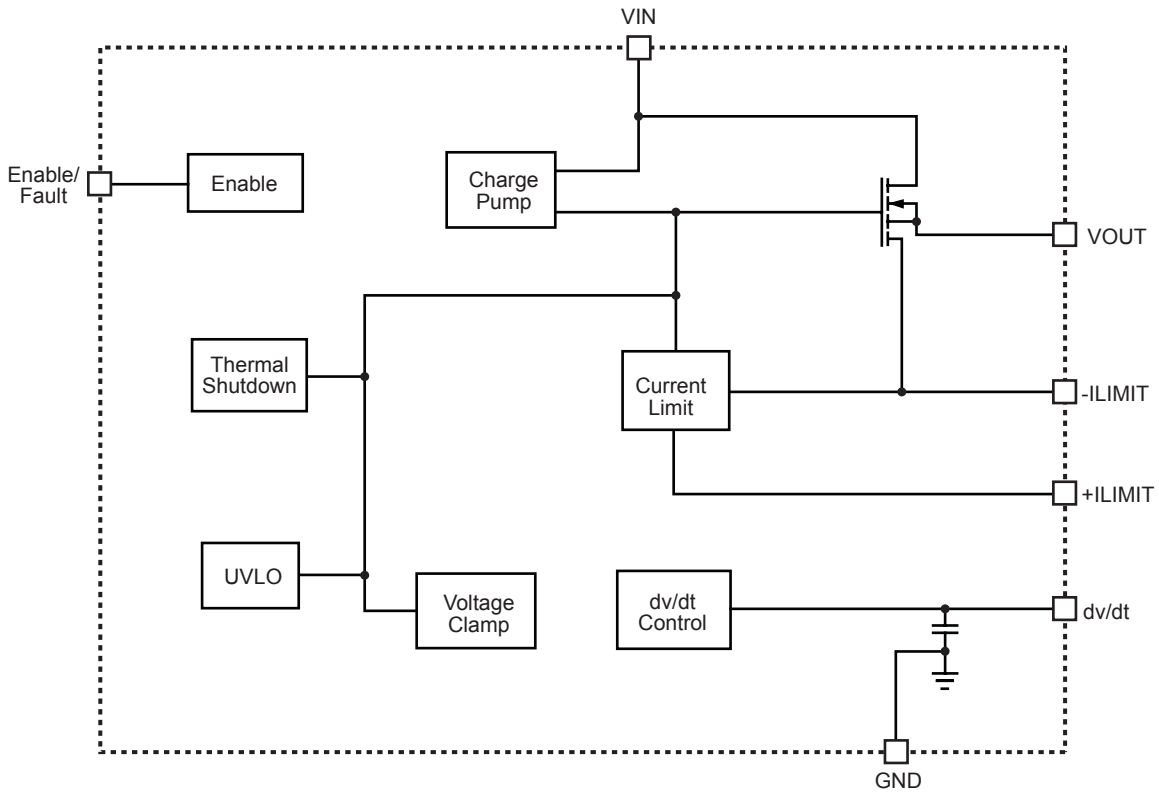 VIN
Enable/
Fault
Enable
Charge
Pump
VOUT
Thermal
Shutdown
Current
Limit
-ILIMIT
+ILIMIT
UVLO
Voltage
Clamp
dv/dt
Control
dv/dt
GND